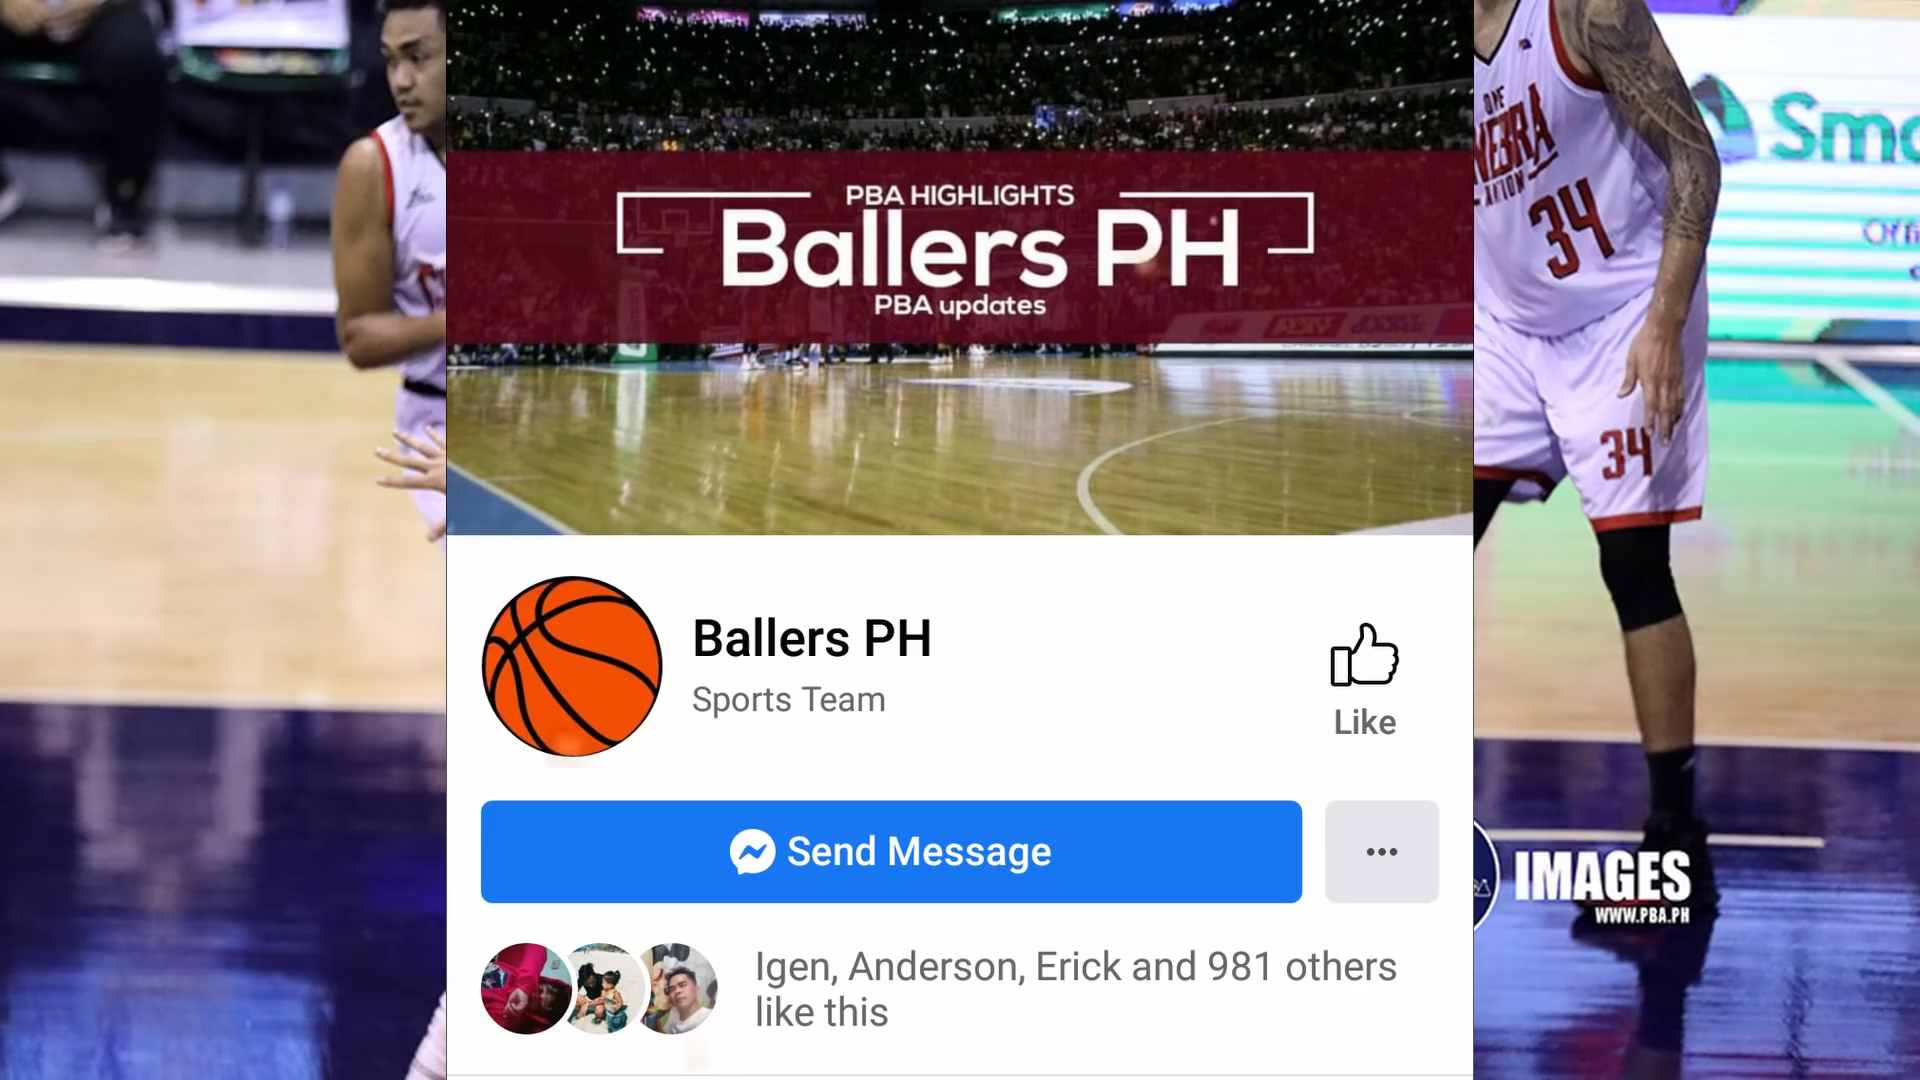 PBA HIGHLIGHTS
Ballers PH
PBA updates
Ballers PH
Sports Team
Like
Send Message
Igen, Anderson, Erick and 981 others
like this
34
34
IMAGES
WWW.PBA.PH